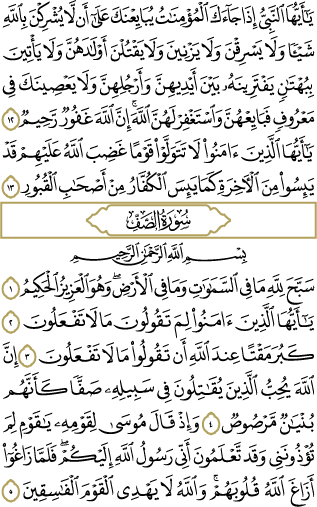 يَٰٓأَيُّهَا ٱلنَّبِيُّ إِذَا جَآءَكَ ٱلْمُؤْمِنَٰتُ يُبَايِعْنَكَ عَلَىٰٓ أَن لَّا يُشْرِكْنَ بِٱللَّهِ
شَيْـًٔا وَلَا يَسْرِقْنَ وَلَا يَزْنِينَ وَلَا يَقْتُلْنَ أَوْلَٰدَهُنَّ وَلَا يَأْتِينَ
بِبُهْتَٰنٍ يَفْتَرِينَهُۥ بَيْنَ أَيْدِيهِنَّ وَأَرْجُلِهِنَّ وَلَا يَعْصِينَكَ فِى
مَعْرُوفٍ فَبَايِعْهُنَّ وَٱسْتَغْفِرْ لَهُنَّ ٱللَّهَ إِنَّ ٱللَّهَ غَفُورٌ رَّحِيمٌ ١٢
يَٰٓأَيُّهَا ٱلَّذِينَ ءَامَنُوا۟ لَا تَتَوَلَّوْا۟ قَوْمًا غَضِبَ ٱللَّهُ عَلَيْهِمْ قَدْ
يَئِسُوا۟ مِنَ ٱلْءَاخِرَةِ كَمَا يَئِسَ ٱلْكُفَّارُ مِنْ أَصْحَٰبِ ٱلْقُبُورِ ١٣
سُورَةُ ٱلصَّفِّ
بِسْمِ ٱللَّهِ ٱلرَّحْمَٰنِ ٱلرَّحِيمِ
سَبَّحَ لِلَّهِ مَا فِى ٱلسَّمَٰوَٰتِ وَمَا فِى ٱلْأَرْضِ ۖ وَهُوَ ٱلْعَزِيزُ ٱلْحَكِيمُ ١
يَٰٓأَيُّهَا ٱلَّذِينَ ءَامَنُوا۟ لِمَ تَقُولُونَ مَا لَا تَفْعَلُونَ ٢
كَبُرَ مَقْتًا عِندَ ٱللَّهِ أَن تَقُولُوا۟ مَا لَا تَفْعَلُونَ ٣ إِنَّ
ٱللَّهَ يُحِبُّ ٱلَّذِينَ يُقَٰتِلُونَ فِى سَبِيلِهِۦ صَفًّا كَأَنَّهُم
بُنْيَٰنٌ مَّرْصُوصٌ ٤ وَإِذْ قَالَ مُوسَىٰ لِقَوْمِهِۦ يَٰقَوْمِ لِمَ
تُؤْذُونَنِى وَقَد تَّعْلَمُونَ أَنِّى رَسُولُ ٱللَّهِ إِلَيْكُمْ ۖ فَلَمَّا زَاغُوٓا۟
أَزَاغَ ٱللَّهُ قُلُوبَهُمْ ۚ وَٱللَّهُ لَا يَهْدِى ٱلْقَوْمَ ٱلْفَٰسِقِينَ ٥